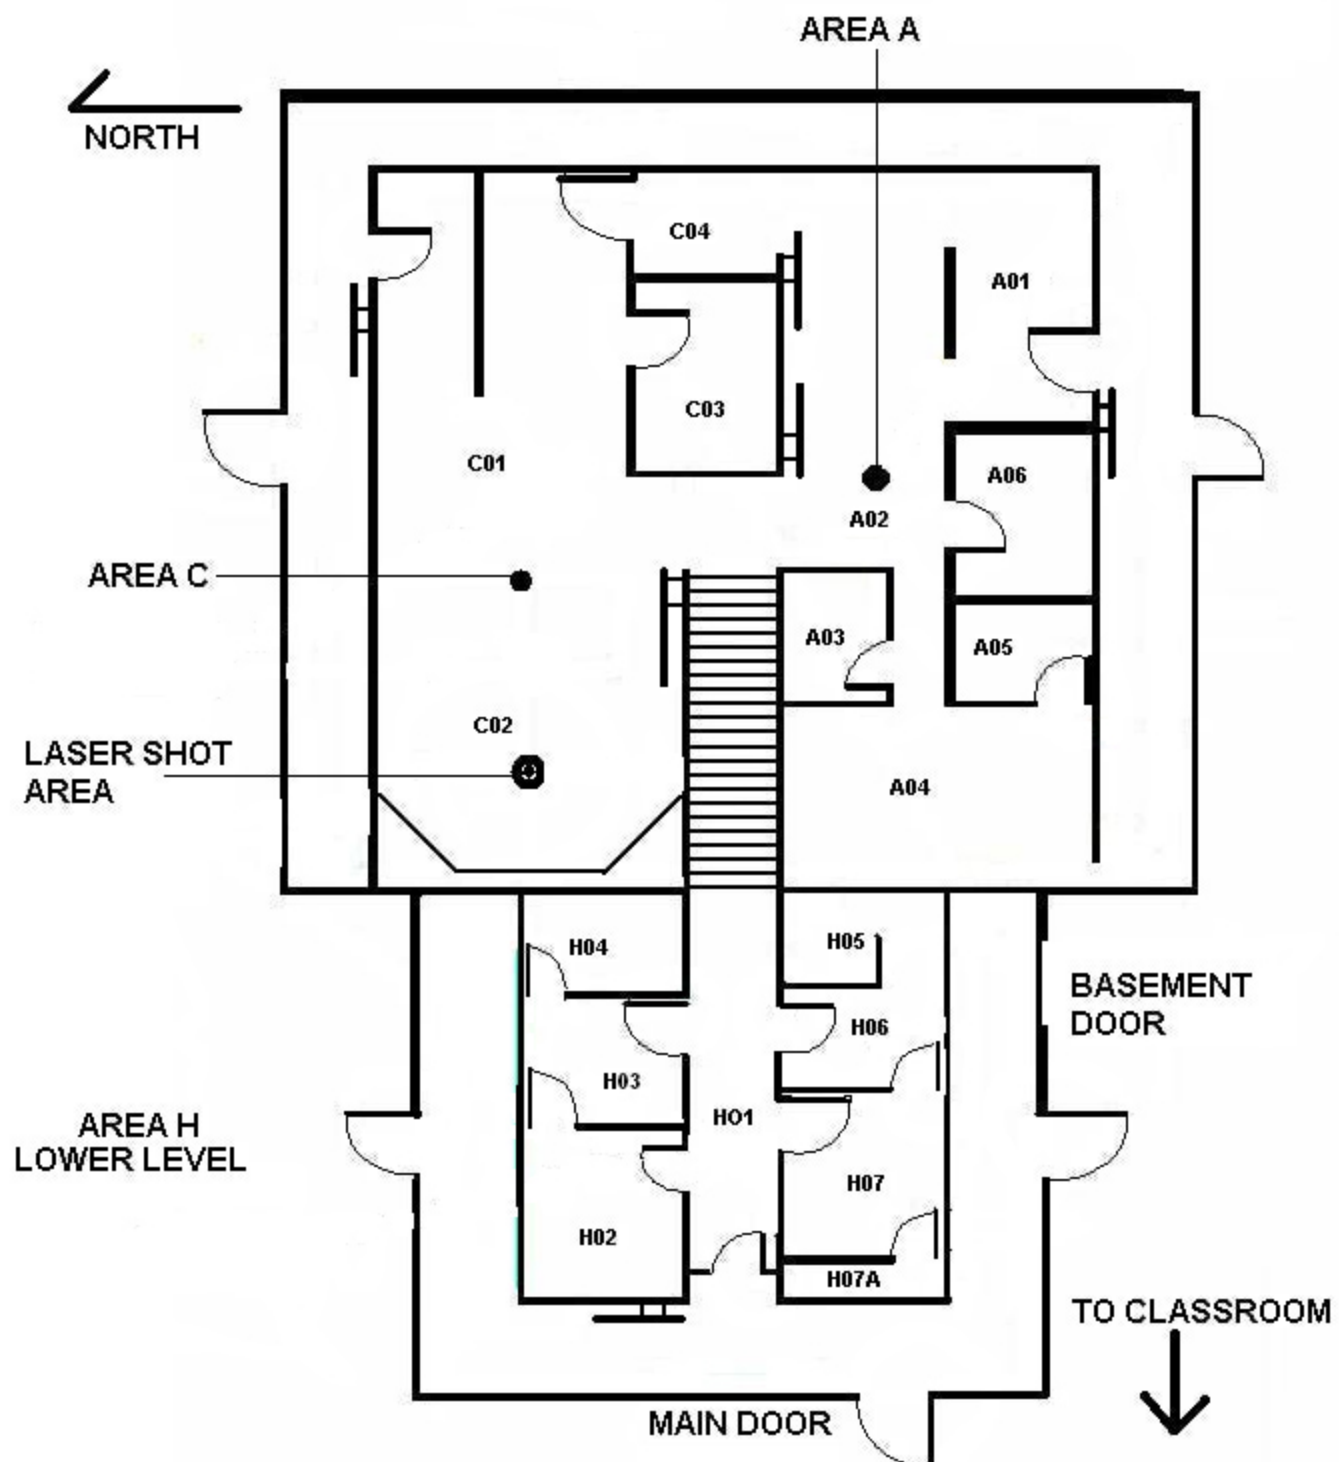 AREA A
NORTH
C04
A01
C03
C01
A06
A02
AREA C
A03
A05
C02
LASER SHOT
AREA
A04
H04
H05
BASEMENT
DOOR
H06
H03
HO1
AREA H
LOWER LEVEL
H07
H02
H07A
TO CLASSROOM
MAIN DOOR